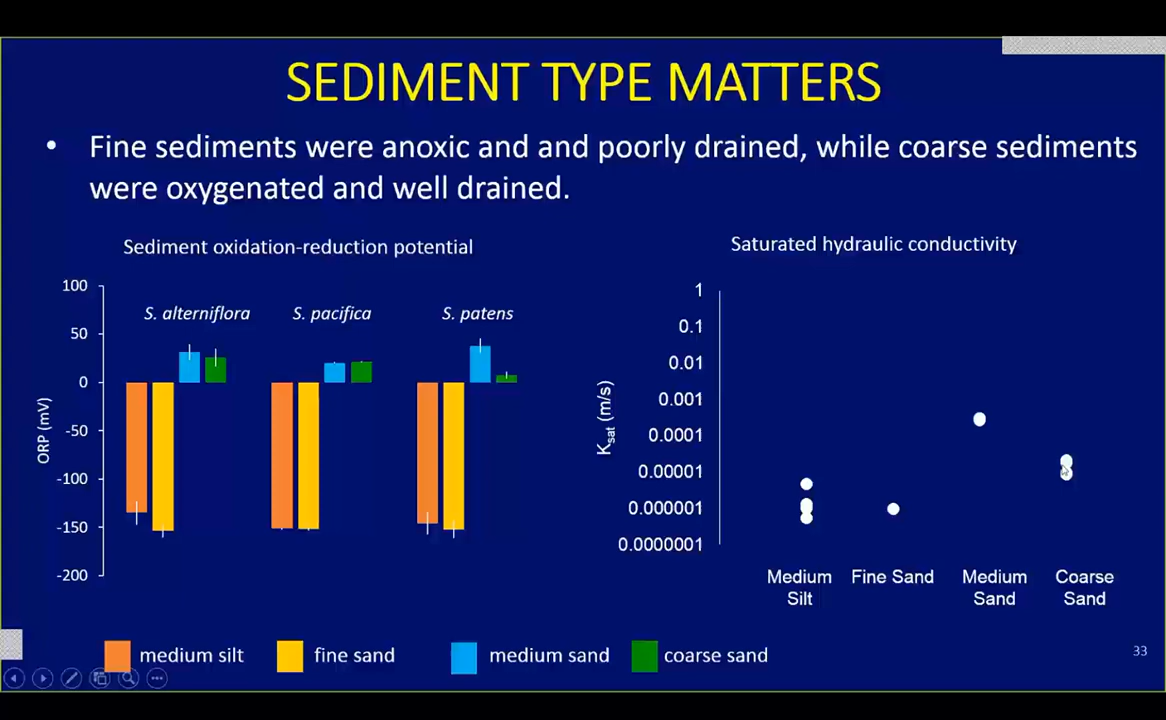 SEDIMENT TYPE MATTERS
• Fine sediments were anoxic and and poorly drained, while coarse sediments
were oxygenated and well drained.
Sediment oxidation-reduction potential
100
50
0
-50
-100
-150
-200
ORP (mV)
S. alterniflora
S. pacifica
S. patens
Saturated hydraulic conductivity
1
0.1
0.01
0.001
0.0001
0.00001
0.000001
0.0000001
Ksat (m/s)
Medium
Silt
Fine Sand
Medium
Sand
Coarse
Sand
medium silt
fine sand
medium sand
coarse sand
33